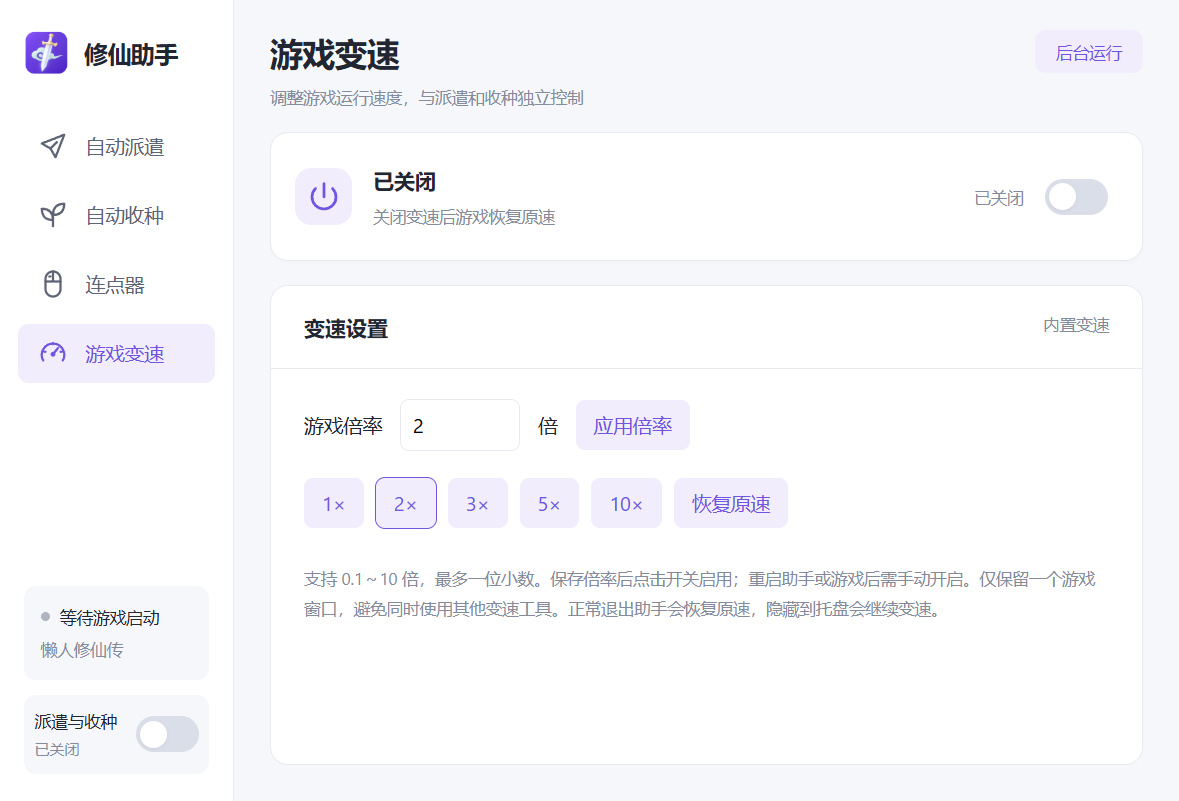 修仙助手
自动派遣
自动收种
连点器
游戏变速
等待游戏启动
懒人修仙传
派遣与收种
已关闭
游戏变速
后台运行
调整游戏运行速度，与派遣和收种独立控制
已关闭
关闭变速后游戏恢复原速
已关闭
变速设置
内置变速
游戏倍率 2 倍 应用倍率
1× 2× 3× 5× 10× 恢复原速
支持 0.1 ~ 10 倍，最多一位小数。保存倍率后点击开关启用；重启助手或游戏后需手动开启。仅保留一个游戏
窗口，避免同时使用其他变速工具。正常退出助手会恢复原速，隐藏到托盘会继续变速。